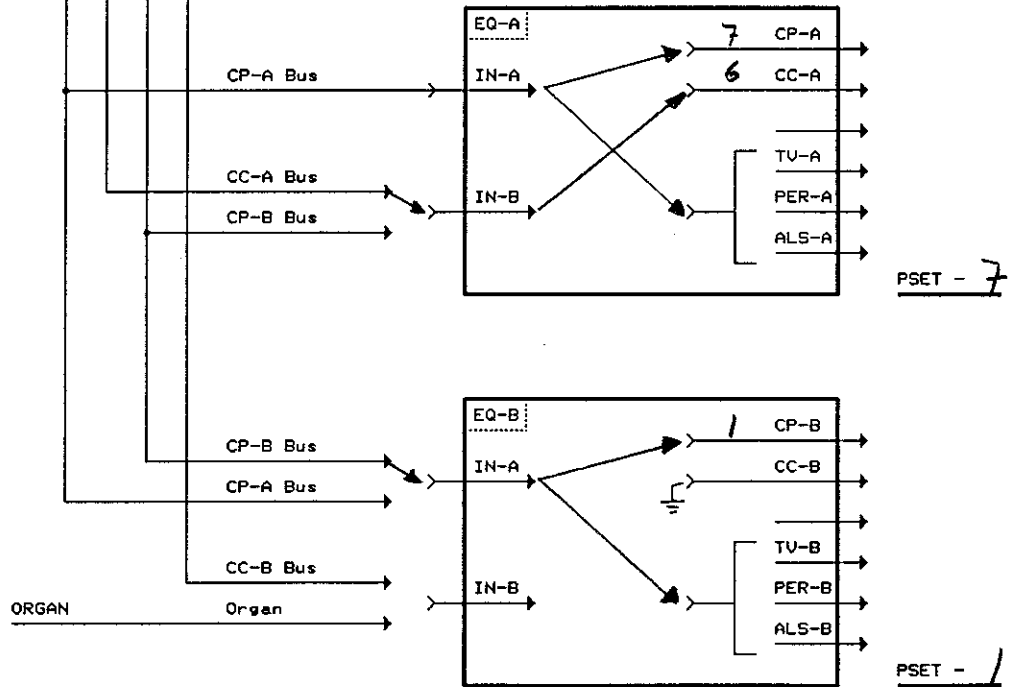 EQ-A
7 CP-A
CP-A Bus IN-A 6 CC-A
TV-A
CC-A Bus IN-B PER-A
CP-B Bus
ALS-A
PSET - 7
EQ-B
1 CP-B
CP-B Bus IN-A CC-B
CP-A Bus
TV-B
CC-B Bus IN-B PER-B
ORGAN Organ
ALS-B
PSET - 1